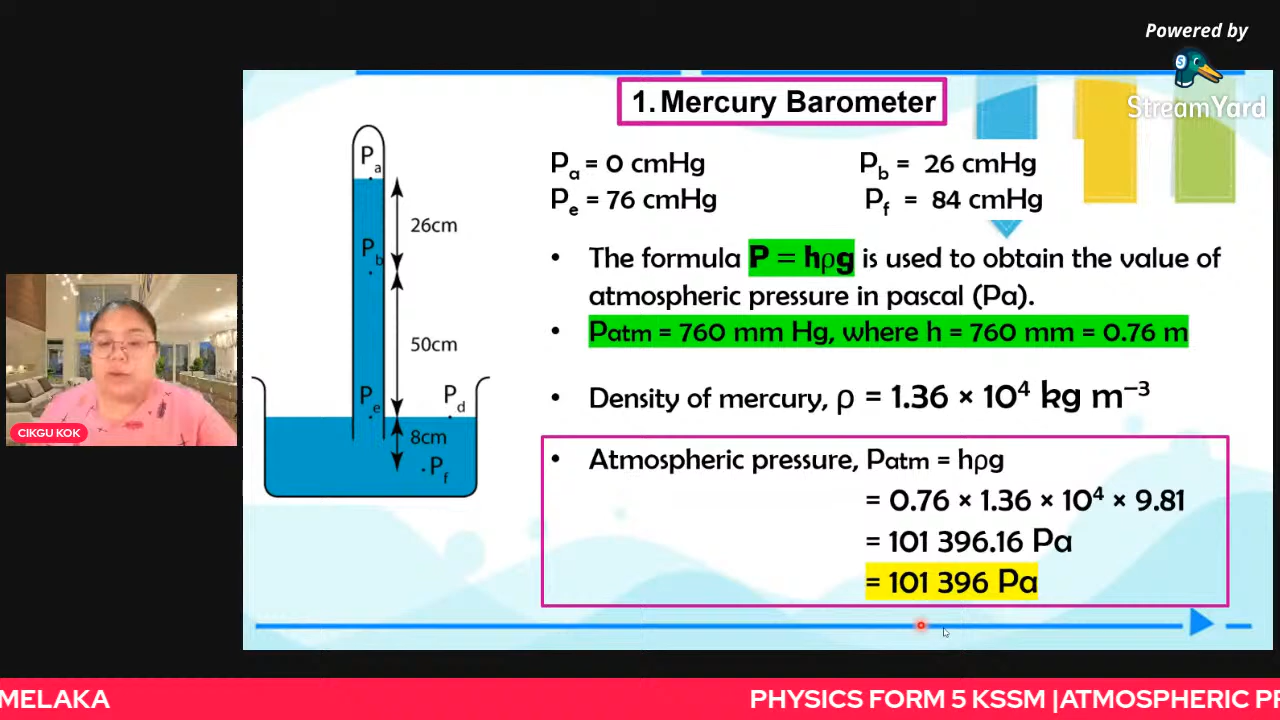 Powered by
StreamYard
1. Mercury Barometer
Pa = 0 cmHg
Pb = 26 cmHg
Pe = 76 cmHg
Pf = 84 cmHg
• The formula P = hρg is used to obtain the value of
atmospheric pressure in pascal (Pa).
• Patm = 760 mm Hg, where h = 760 mm = 0.76 m
• Density of mercury, ρ = 1.36 × 10⁴ kg m⁻³
• Atmospheric pressure, Patm = hρg
= 0.76 × 1.36 × 10⁴ × 9.81
= 101 396.16 Pa
= 101 396 Pa
Pa
26cm
Pb
50cm
Pe
Pd
8cm
Pf
CIKGU KOK
MELAKA
PHYSICS FORM 5 KSSM |ATMOSPHERIC